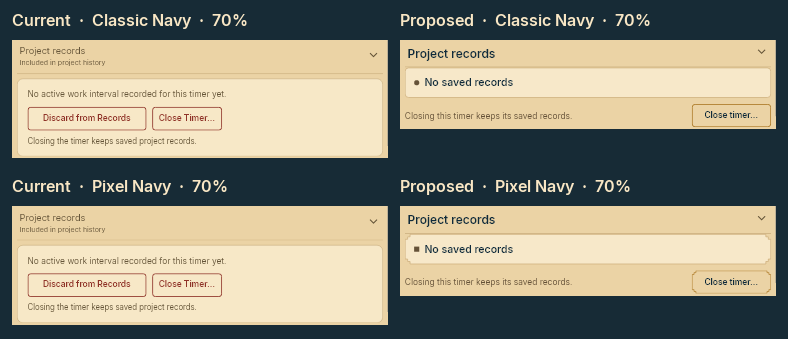 Current · Classic Navy · 70%
Project records
Included in project history
No active work interval recorded for this timer yet.
Discard from Records
Close Timer...
Closing the timer keeps saved project records.
Proposed · Classic Navy · 70%
Project records
No saved records
Closing this timer keeps its saved records.
Close timer...
Current · Pixel Navy · 70%
Project records
Included in project history
No active work interval recorded for this timer yet.
Discard from Records
Close Timer...
Closing the timer keeps saved project records.
Proposed · Pixel Navy · 70%
Project records
No saved records
Closing this timer keeps its saved records.
Close timer...